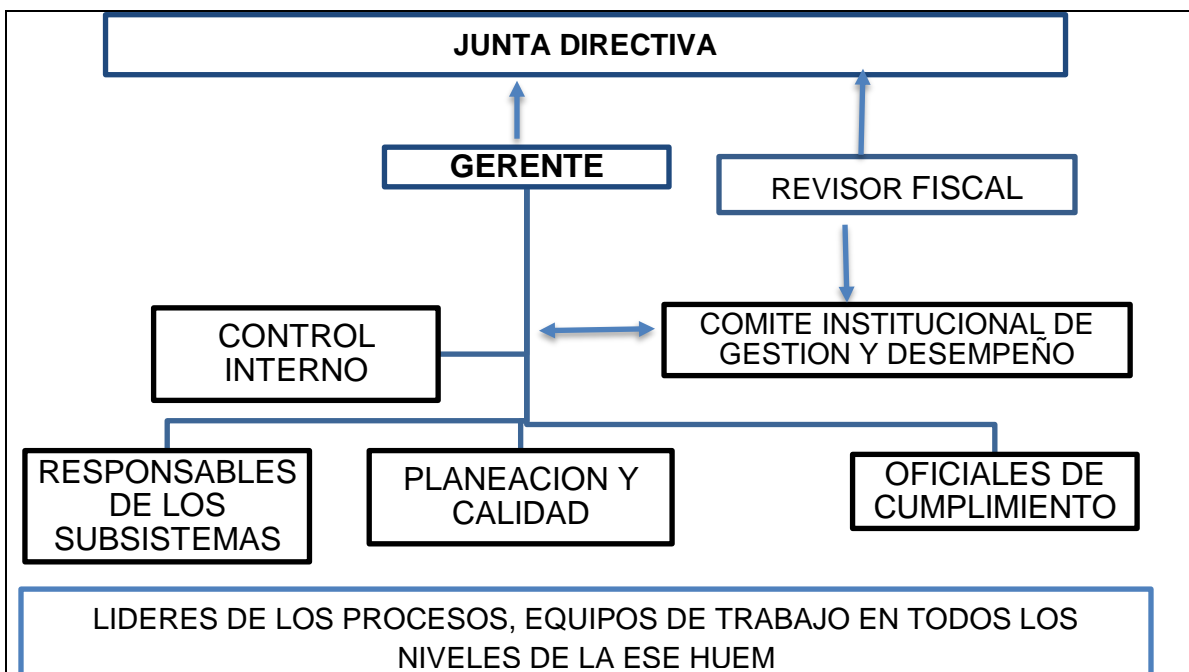 JUNTA DIRECTIVA
GERENTE
REVISOR FISCAL
CONTROL
INTERNO
COMITE INSTITUCIONAL DE
GESTION Y DESEMPEÑO
RESPONSABLES
DE LOS
SUBSISTEMAS
PLANEACION Y
CALIDAD
OFICIALES DE
CUMPLIMIENTO
LIDERES DE LOS PROCESOS, EQUIPOS DE TRABAJO EN TODOS LOS
NIVELES DE LA ESE HUEM